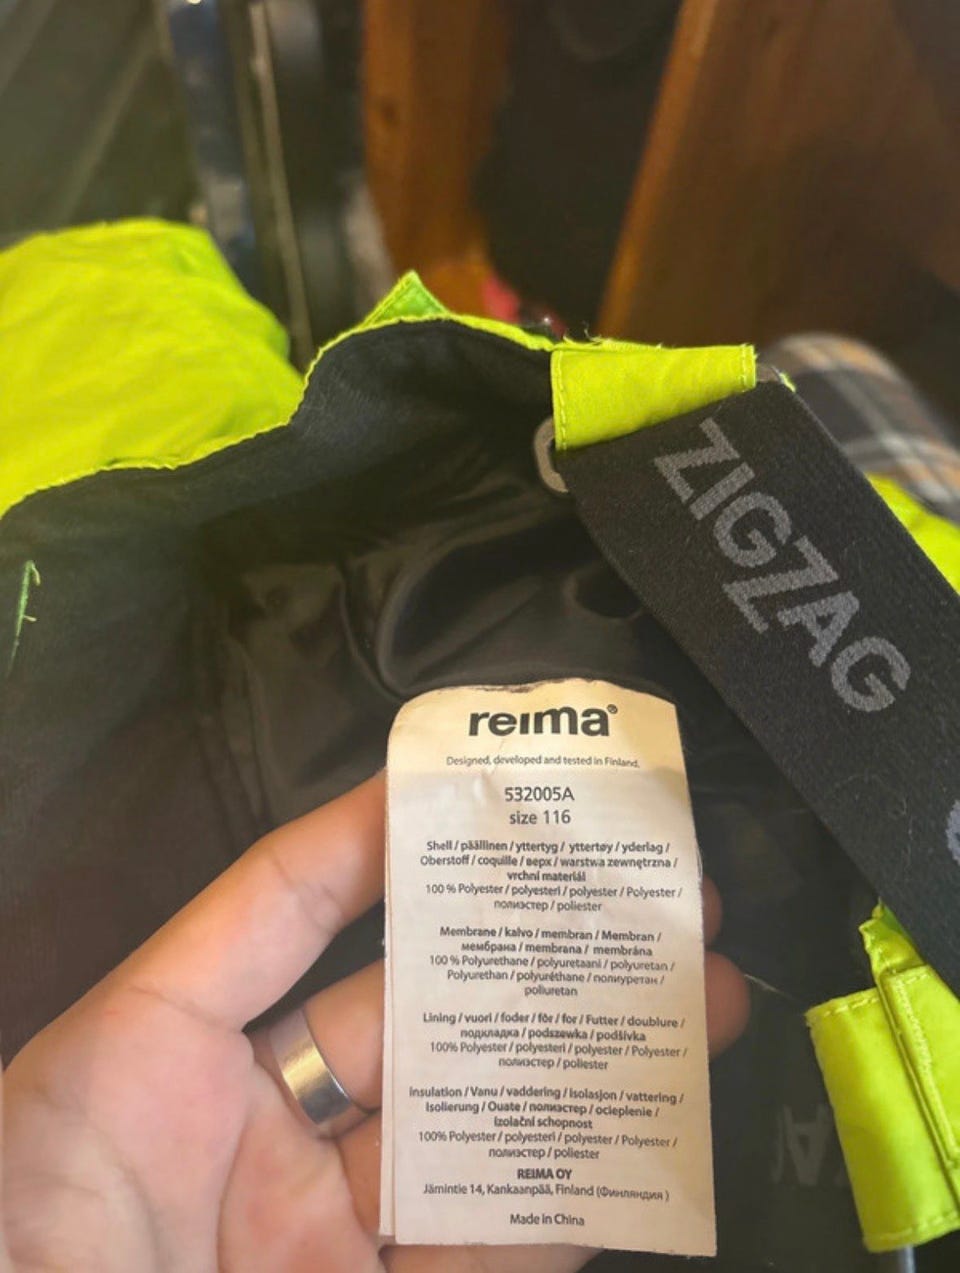 ZIGZAG
reima®
Designed, developed and tested in Finland.
532005A
size 116
Shell / päällinen / yttertyg / yttertøy / yderlag /
Oberstoff / coquille / верх / warstwa zewnętrzna /
vrchní materiál
100 % Polyester / polyesteri / polyester / Polyester /
полиэстер / poliester
Membrane / kalvo / membran / Membran /
мембрана / membrana / membrána
100 % Polyurethane / polyuretaani / polyuretan /
Polyurethan / polyuréthane / полиуретан /
poliuretan
Lining / vuori / foder / fôr / for / Futter / doublure /
подкладка / podszewka / podšívka
100% Polyester / polyesteri / polyester / Polyester /
полиэстер / poliester
Insulation / Vanu / vaddering / isolasjon / vattering /
Isolierung / Ouate / полиэстер / ocieplenie /
Izolační schopnost
100% Polyester / polyesteri / polyester / Polyester /
полиэстер / poliester
REIMA OY
Jämintie 14, Kankaanpää, Finland (Финляндия )
Made in China